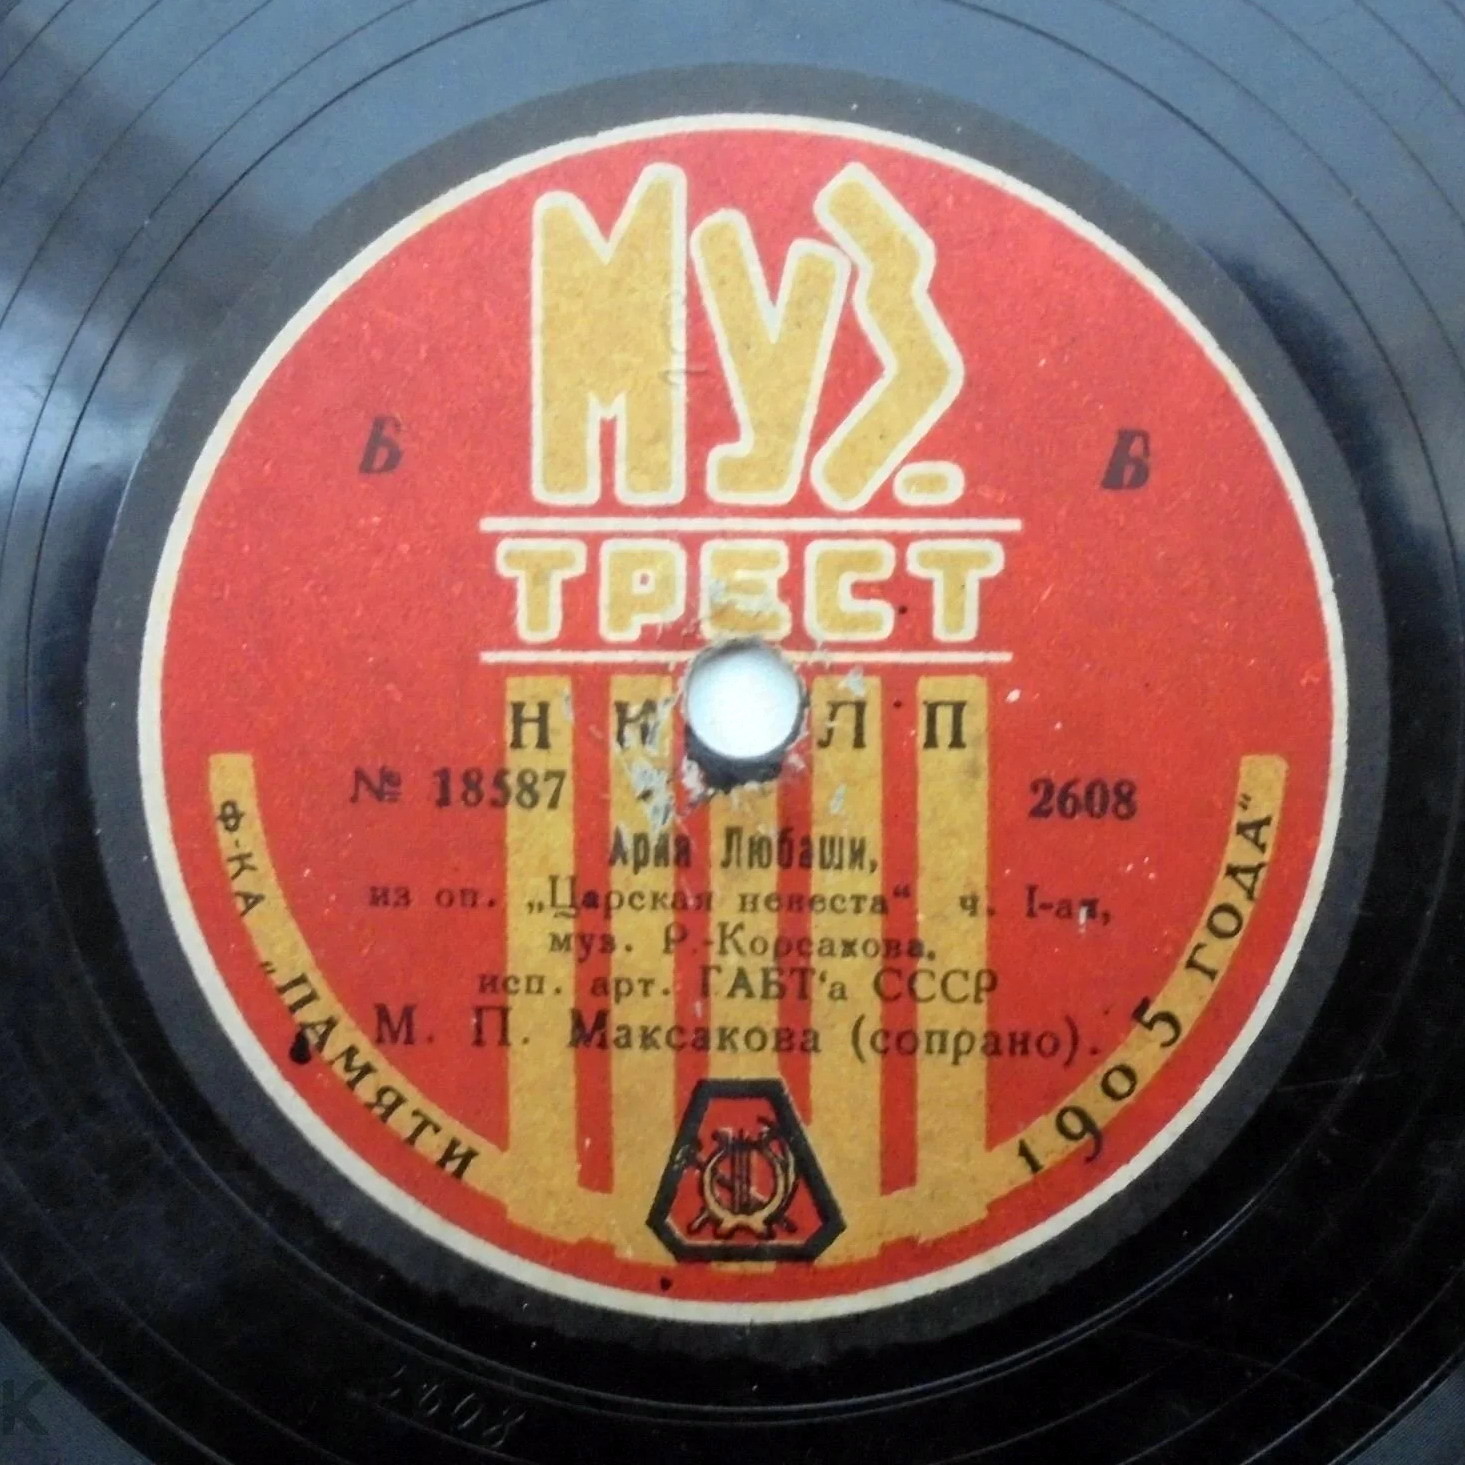 Муз.
ТРЕСТ
Б Б
Н К Л П
№ 18587 2608
Ария Любаши,
из оп. „Царская невеста“ ч. I-ая,
муз. Р.-Корсакова.
исп. арт. ГАБТ‘а СССР
М. П. Максакова (сопрано).
Ф-КА „ПАМЯТИ 1905 ГОДА“
2608
K